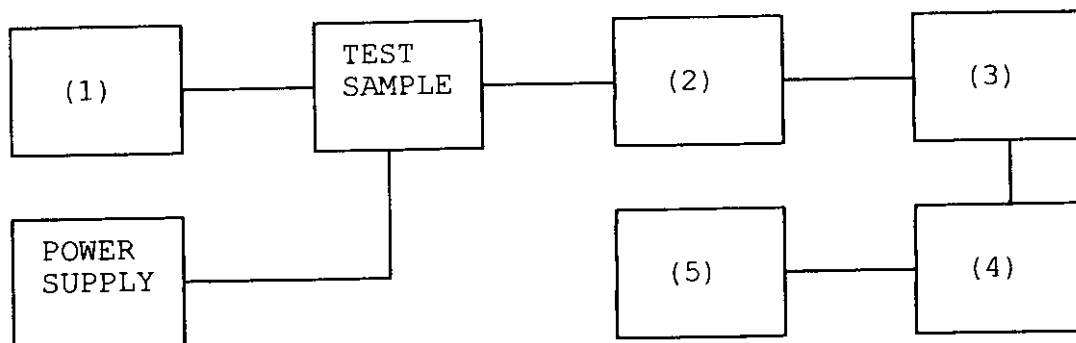 (1)
TEST
SAMPLE
(2)
(3)
POWER
SUPPLY
(5)
(4)